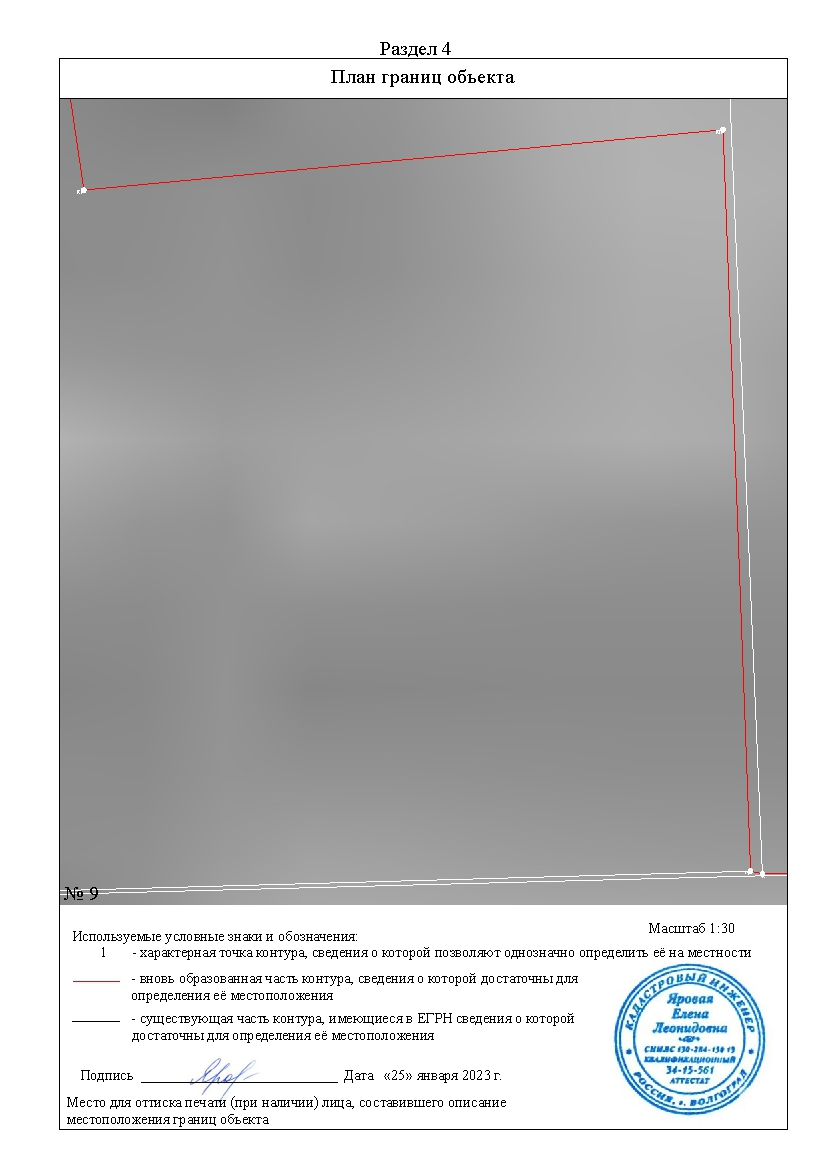 Раздел 4
План границ объекта
№ 9
Масштаб 1:30
Используемые условные знаки и обозначения:
1 - характерная точка контура, сведения о которой позволяют однозначно определить её на местности
- вновь образованная часть контура, сведения о которой достаточны для
определения её местоположения
- существующая часть контура, имеющиеся в ЕГРН сведения о которой
достаточны для определения её местоположения
КАДАСТРОВЫЙ ИНЖЕНЕР
Яровая
Елена
Леонидовна
КВАЛИФИКАЦИОННЫЙ
34-15-561
АТТЕСТАТ
РОССИЯ, г. ВОЛГОГРАД
Подпись Дата «25» января 2023 г.
Место для оттиска печати (при наличии) лица, составившего описание
местоположения границ объекта